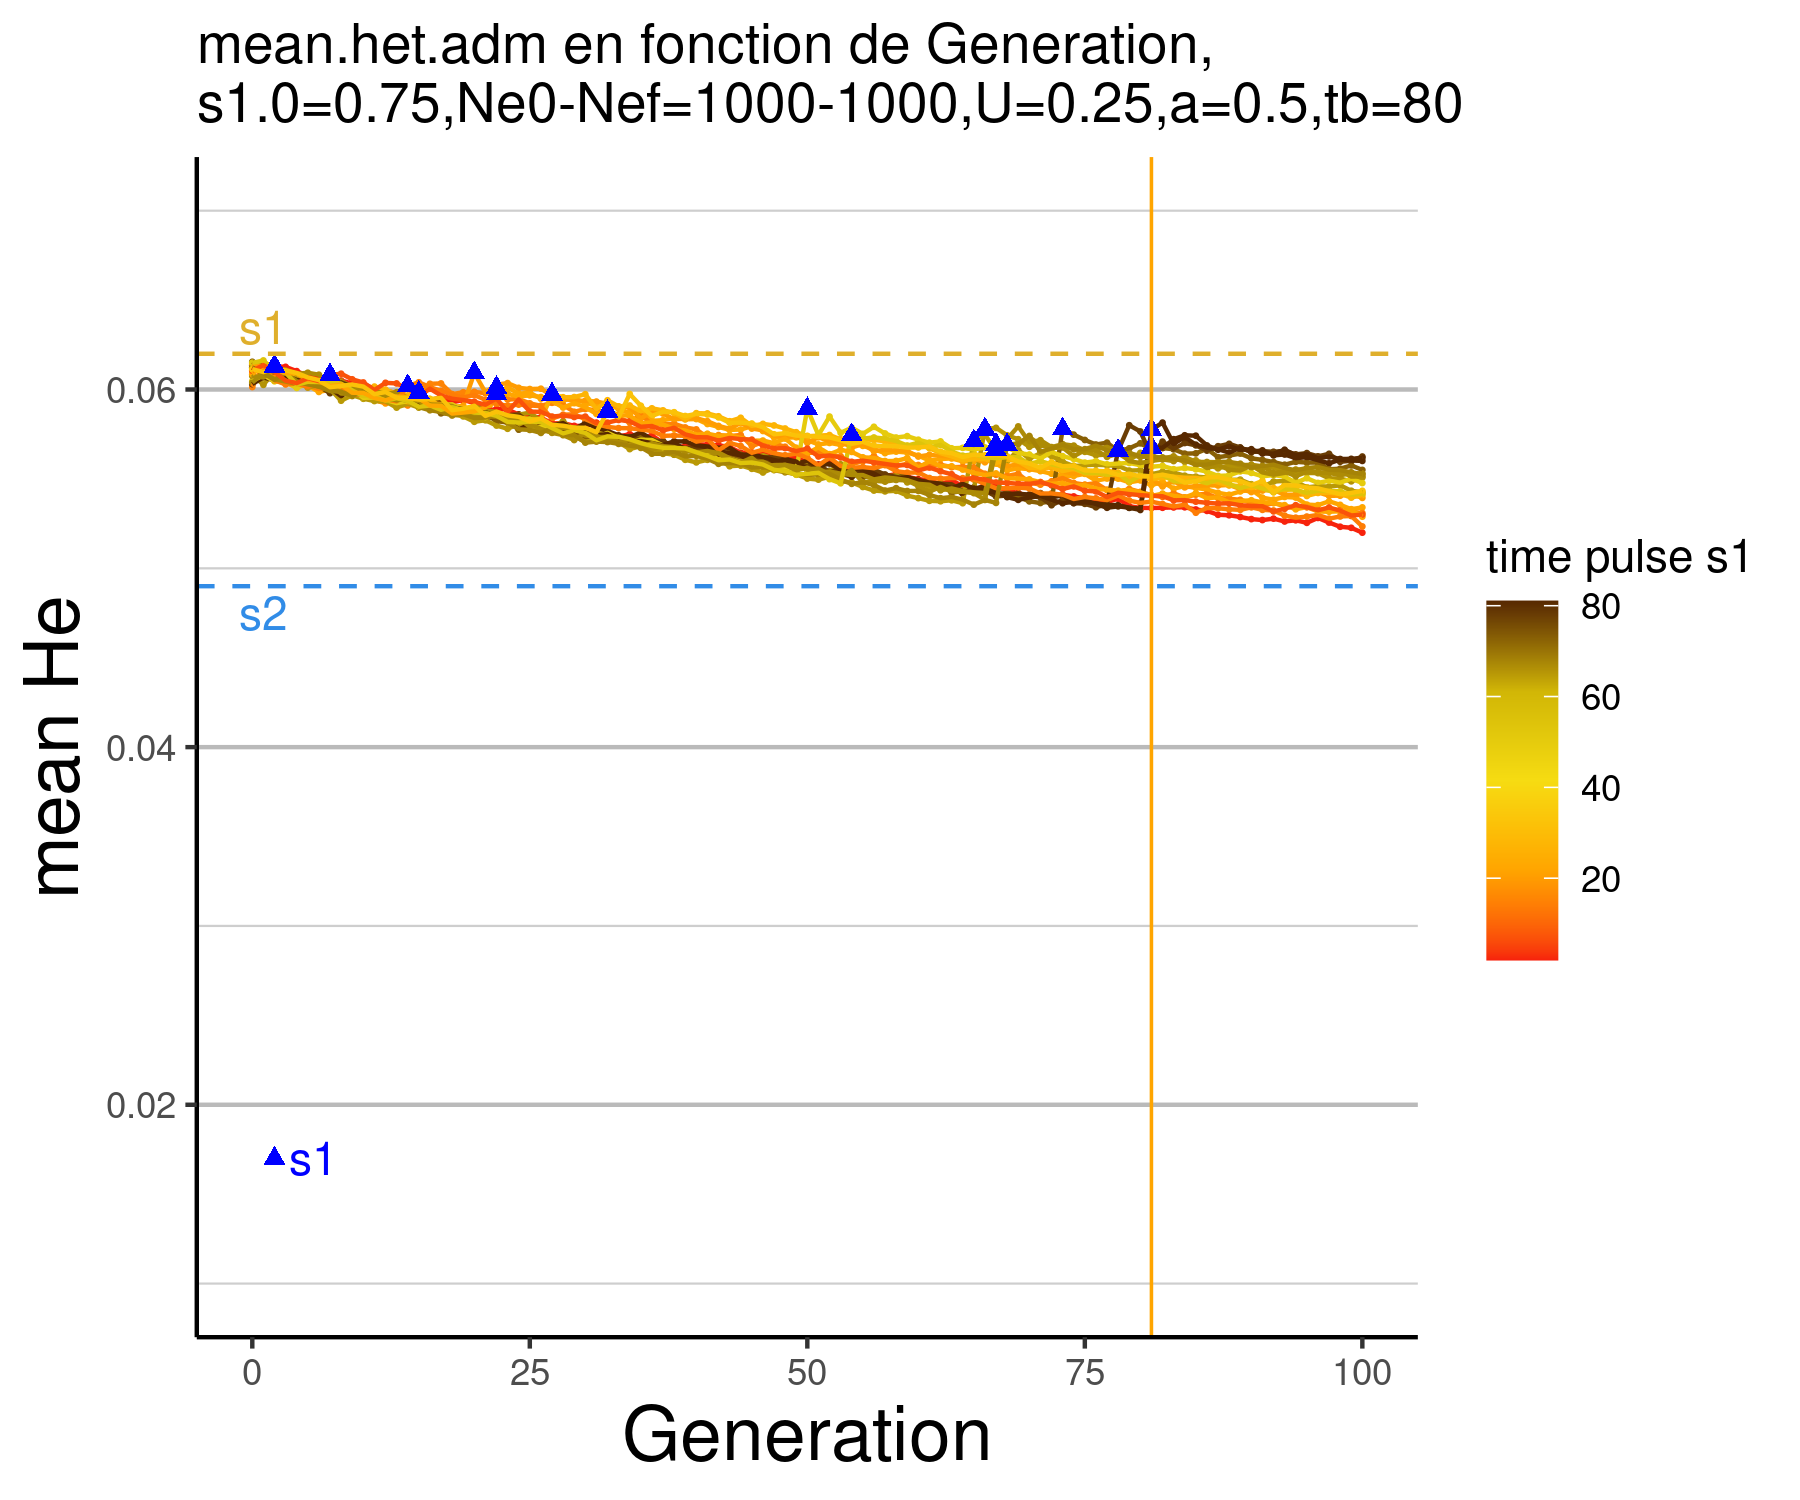 mean.het.adm en fonction de Generation,
s1.0=0.75,Ne0-Nef=1000-1000,U=0.25,a=0.5,tb=80
s1
0.06
s2
mean He
0.04
0.02
s1
0
25
50
75
100
Generation
time pulse s1
80
60
40
20